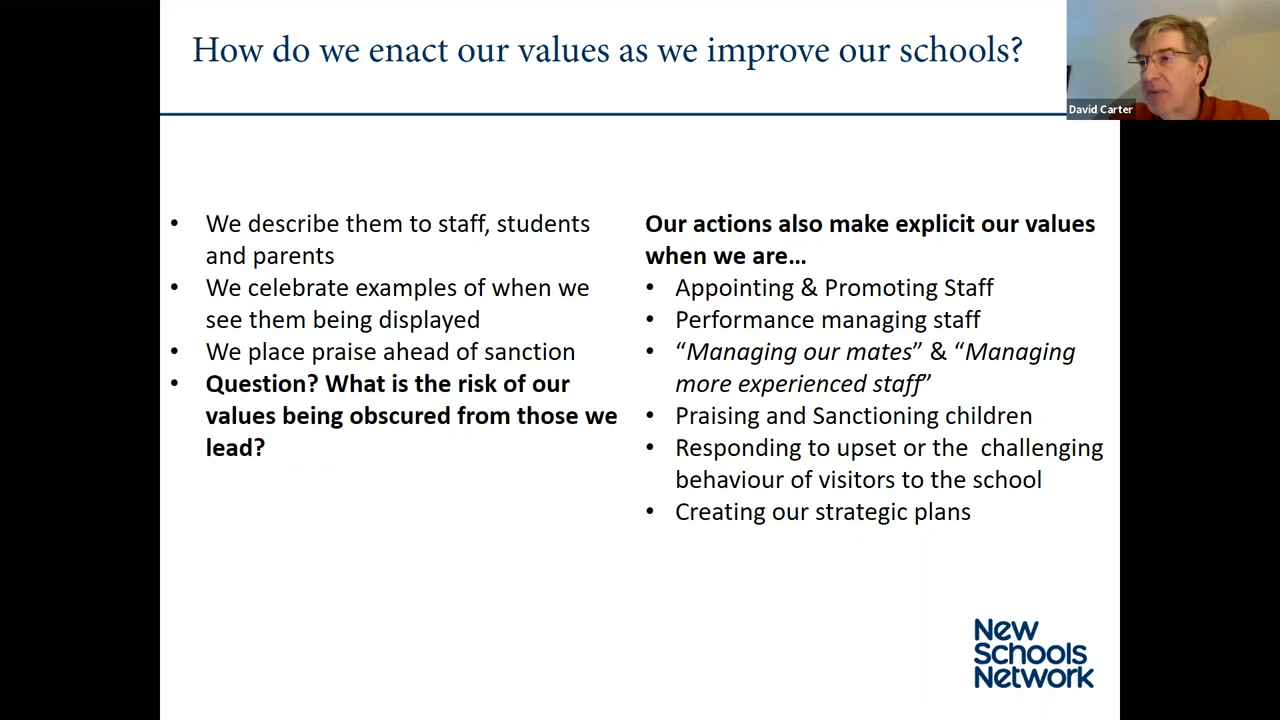 How do we enact our values as we improve our schools?
David Carter
• We describe them to staff, students
and parents
• We celebrate examples of when we
see them being displayed
• We place praise ahead of sanction
• Question? What is the risk of our
values being obscured from those we
lead?
Our actions also make explicit our values
when we are…
• Appointing & Promoting Staff
• Performance managing staff
• “Managing our mates” & “Managing
more experienced staff”
• Praising and Sanctioning children
• Responding to upset or the  challenging
behaviour of visitors to the school
• Creating our strategic plans
New
Schools
Network